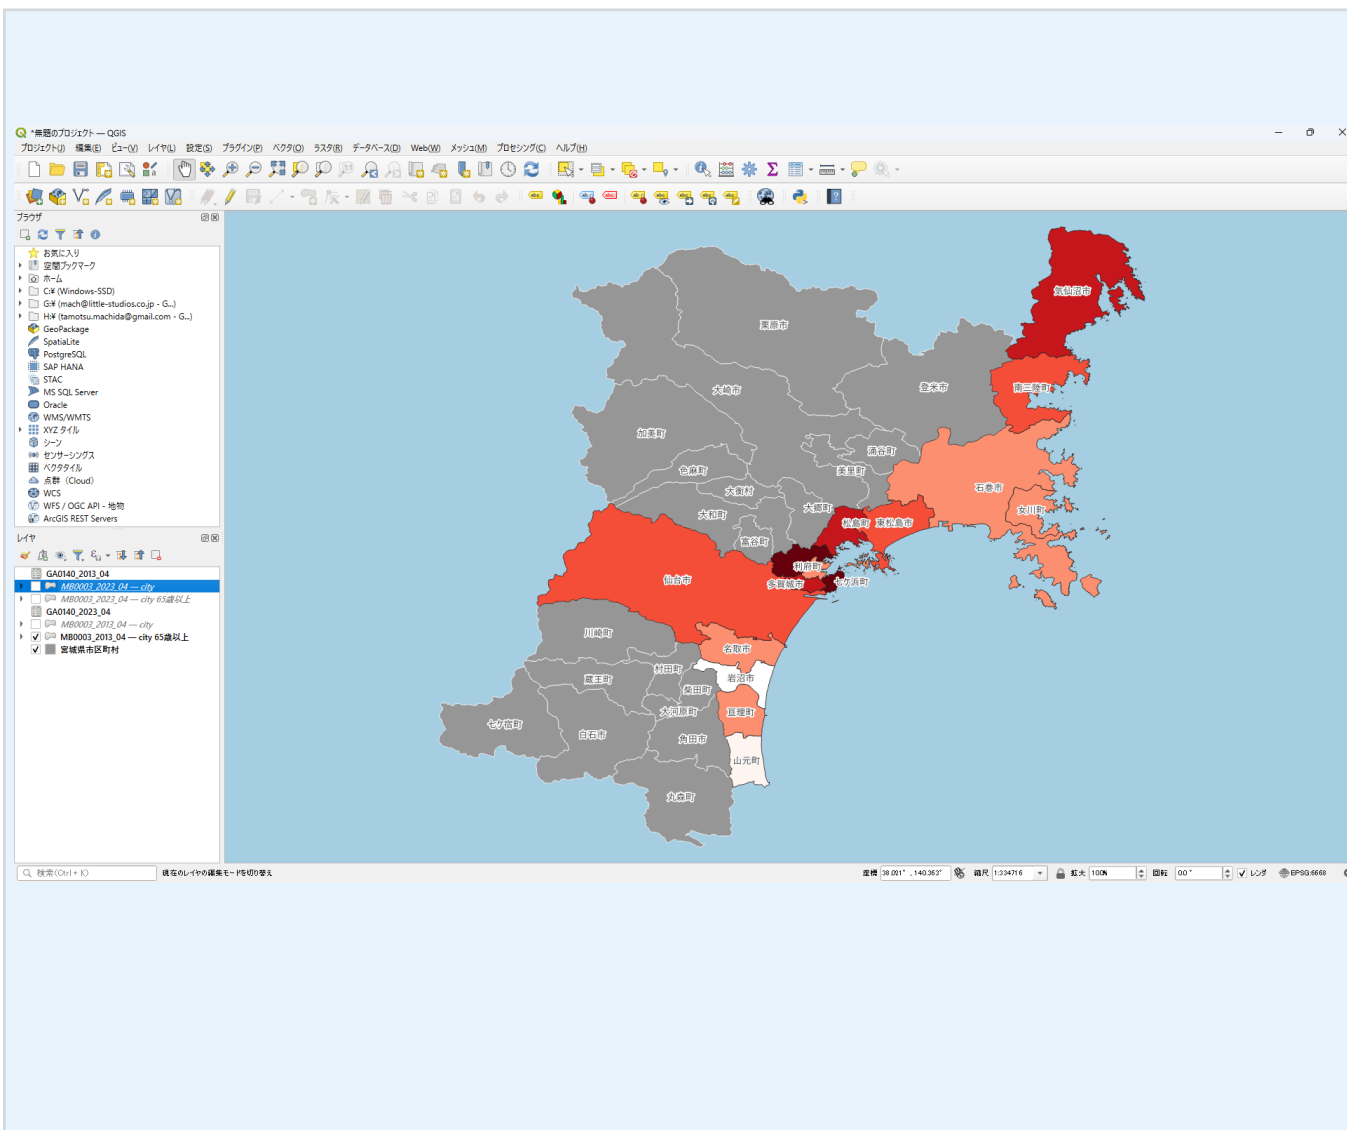 *無題のプロジェクト — QGIS
プロジェクト(J) 編集(E) ビュー(V) レイヤ(L) 設定(S) プラグイン(P) ベクタ(O) ラスタ(R) データベース(D) Web(W) メッシュ(M) プロセシング(C) ヘルプ(H)
ブラウザ
お気に入り
空間ブックマーク
ホーム
C:¥ (Windows-SSD)
G:¥ (mach@little-studios.co.jp - G...)
H:¥ (tamotsu.machida@gmail.com - G...)
GeoPackage
SpatiaLite
PostgreSQL
SAP HANA
STAC
MS SQL Server
Oracle
WMS/WMTS
XYZ タイル
シーン
センサーシングス
ベクタタイル
点群 (Cloud)
WCS
WFS / OGC API - 地物
ArcGIS REST Servers
レイヤ
GA0140_2013_04
MB0003_2023_04 — city
MB0003_2023_04 — city 65歳以上
GA0140_2023_04
MB0003_2013_04 — city
MB0003_2013_04 — city 65歳以上
宮城県市区町村
気仙沼市
栗原市
南三陸町
登米市
大崎市
加美町
涌谷町
色麻町
美里町
石巻市
大衡村
女川町
大郷町
大和町
松島町
東松島市
富谷町
利府町
仙台市
多賀城市
七ケ浜町
川崎町
名取市
村田町
岩沼市
蔵王町
柴田町
大河原町
亘理町
七ケ宿町
白石市
角田市
山元町
丸森町
検索(Ctrl + K)
現在のレイヤの編集モードを切り替え
座標 38.021° , 140.353°
縮尺 1:334716
拡大 100%
回転 0.0 °
レンダ
EPSG:6668